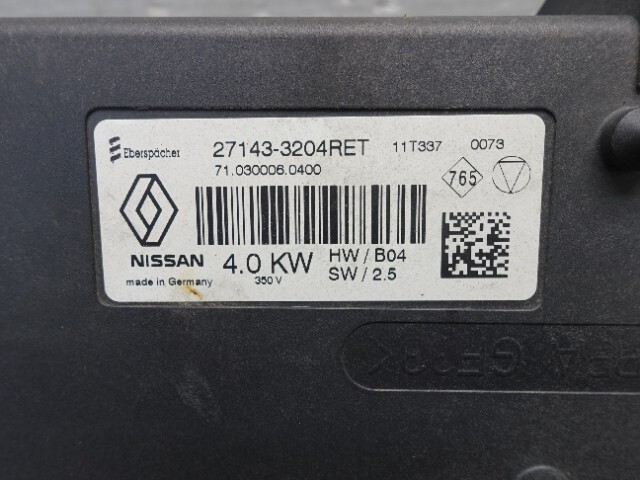 Eberspächer 27143-3204RET 11T337 0073
71.030006.0400
765
NISSAN 4.0 KW HW/B04
made in Germany 350 V SW/2.5